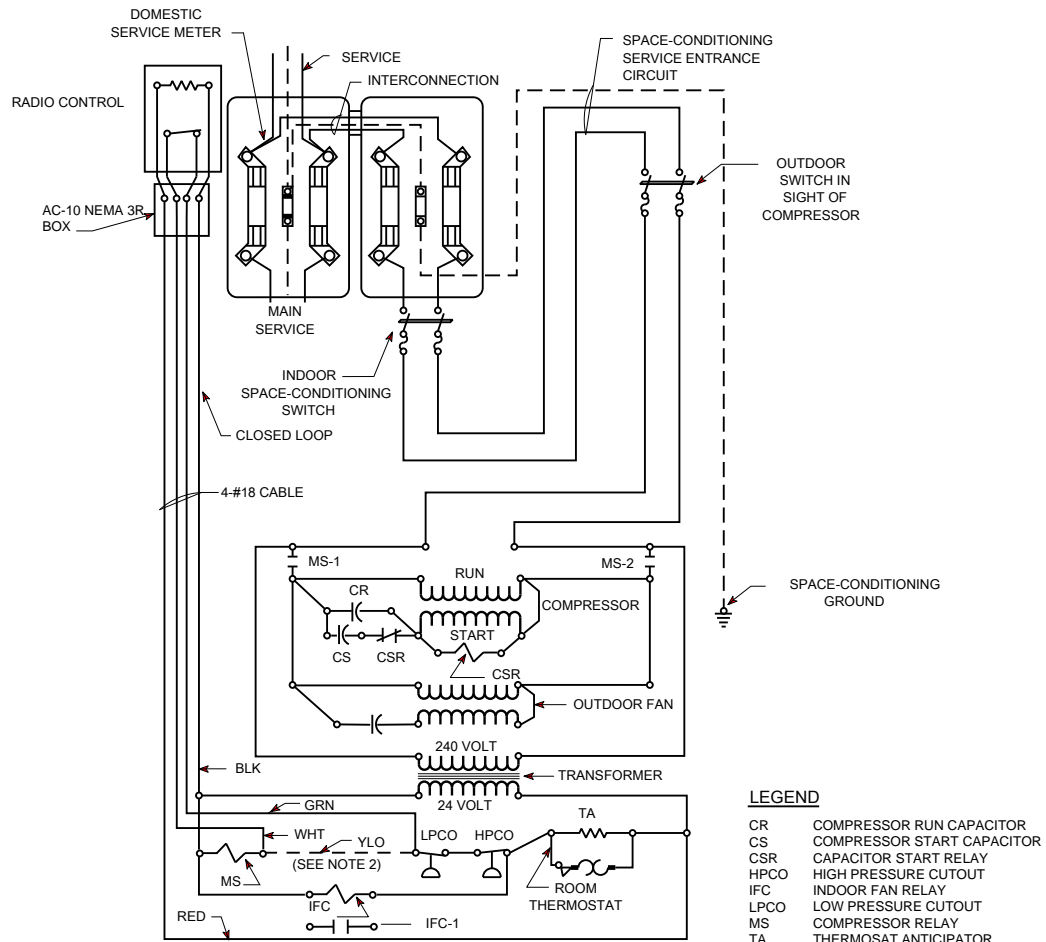 DOMESTIC
SERVICE METER
SERVICE
INTERCONNECTION
SPACE-CONDITIONING
SERVICE ENTRANCE
CIRCUIT
RADIO CONTROL
OUTDOOR
SWITCH IN
SIGHT OF
COMPRESSOR
AC-10 NEMA 3R
BOX
MAIN
SERVICE
INDOOR
SPACE-CONDITIONING
SWITCH
CLOSED LOOP
4-#18 CABLE
MS-1
RUN
MS-2
CR
COMPRESSOR
SPACE-CONDITIONING
GROUND
START
CS
CSR
CSR
OUTDOOR FAN
240 VOLT
BLK
TRANSFORMER
24 VOLT
GRN
TA
WHT
YLO
LPCO
HPCO
(SEE NOTE 2)
MS
ROOM
THERMOSTAT
IFC
IFC-1
RED
LEGEND
CR COMPRESSOR RUN CAPACITOR
CS COMPRESSOR START CAPACITOR
CSR CAPACITOR START RELAY
HPCO HIGH PRESSURE CUTOUT
IFC INDOOR FAN RELAY
LPCO LOW PRESSURE CUTOUT
MS COMPRESSOR RELAY
TA THERMOSAT ANTICIPATOR